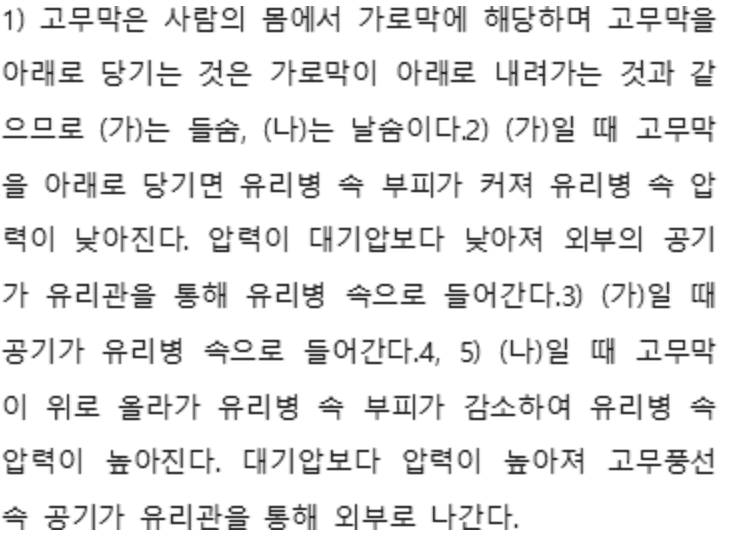 1) 고무막은 사람의 몸에서 가로막에 해당하며 고무막을
아래로 당기는 것은 가로막이 아래로 내려가는 것과 같
으므로 (가)는 들숨, (나)는 날숨이다.2) (가)일 때 고무막
을 아래로 당기면 유리병 속 부피가 커져 유리병 속 압
력이 낮아진다. 압력이 대기압보다 낮아져 외부의 공기
가 유리관을 통해 유리병 속으로 들어간다.3) (가)일 때
공기가 유리병 속으로 들어간다.4, 5) (나)일 때 고무막
이 위로 올라가 유리병 속 부피가 감소하여 유리병 속
압력이 높아진다. 대기압보다 압력이 높아져 고무풍선
속 공기가 유리관을 통해 외부로 나간다.